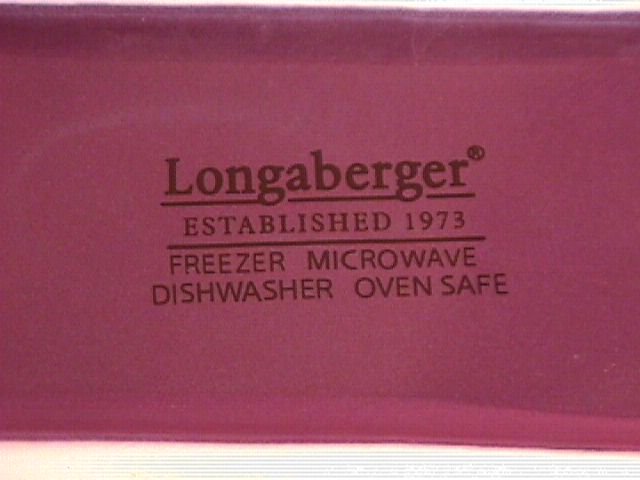 Longaberger®
ESTABLISHED 1973
FREEZER MICROWAVE
DISHWASHER OVEN SAFE